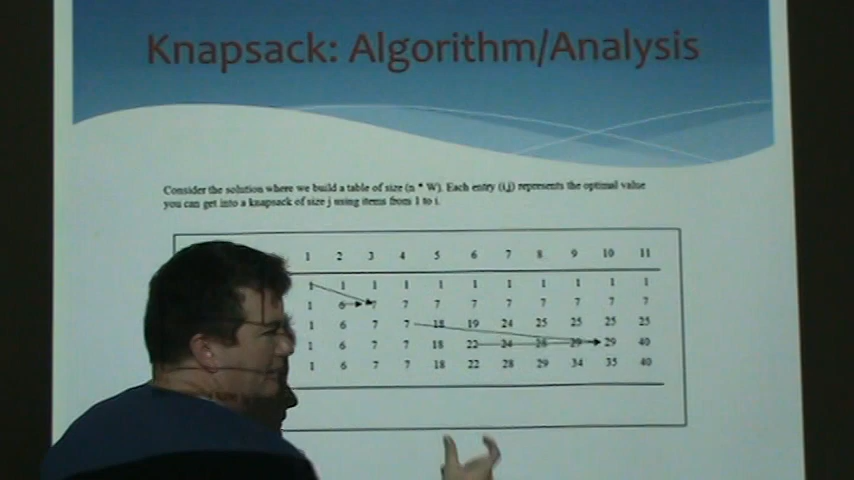 Knapsack: Algorithm/Analysis
Consider the solution where we build a table of size (n * W). Each entry (i,j) represents the optimal value
you can get into a knapsack of size j using items from 1 to i.
1 2 3 4 5 6 7 8 9 10 11
1 1 1 1 1 1 1 1 1 1 1
1 6 7 7 7 7 7 7 7 7 7
1 6 7 7 18 19 24 25 25 25 25
1 6 7 7 18 22 24 28 29 29 40
1 6 7 7 18 22 28 29 34 35 40